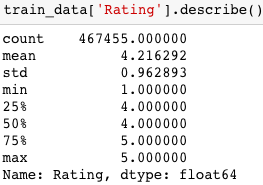 train_data['Rating'].describe()
count    467455.000000
mean          4.216292
std           0.962893
min           1.000000
25%           4.000000
50%           4.000000
75%           5.000000
max           5.000000
Name: Rating, dtype: float64